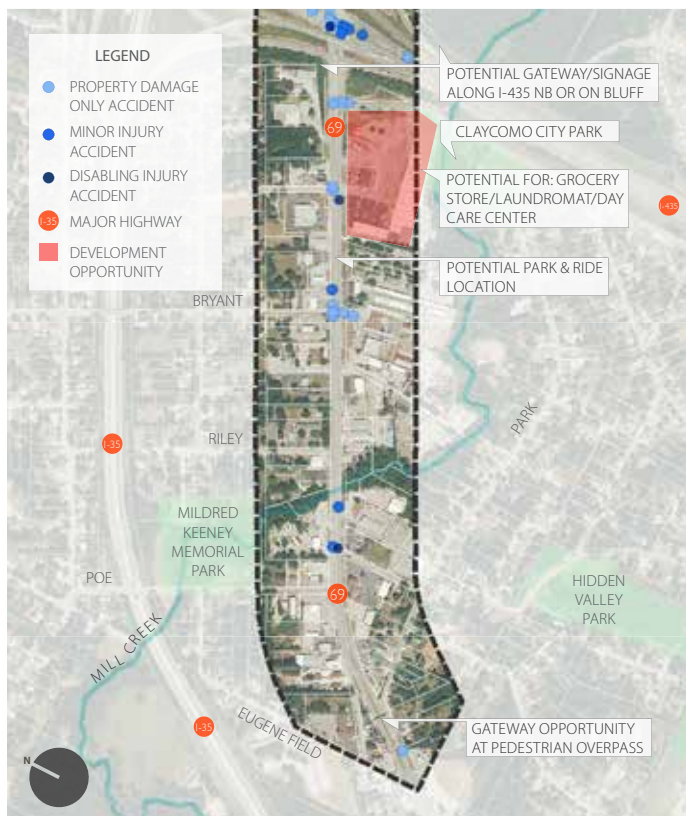 LEGEND
PROPERTY DAMAGE
ONLY ACCIDENT
MINOR INJURY
ACCIDENT
DISABLING INJURY
ACCIDENT
I-35 MAJOR HIGHWAY
DEVELOPMENT
OPPORTUNITY
POTENTIAL GATEWAY/SIGNAGE
ALONG I-435 NB OR ON BLUFF
69
CLAYCOMO CITY PARK
POTENTIAL FOR: GROCERY
STORE/LAUNDROMAT/DAY
CARE CENTER
I-435
POTENTIAL PARK & RIDE
LOCATION
BRYANT
PARK
RILEY
I-35
MILDRED
KEENEY
MEMORIAL
PARK
POE
69
HIDDEN
VALLEY
PARK
MILL CREEK
I-35
EUGENE FIELD
GATEWAY OPPORTUNITY
AT PEDESTRIAN OVERPASS
N